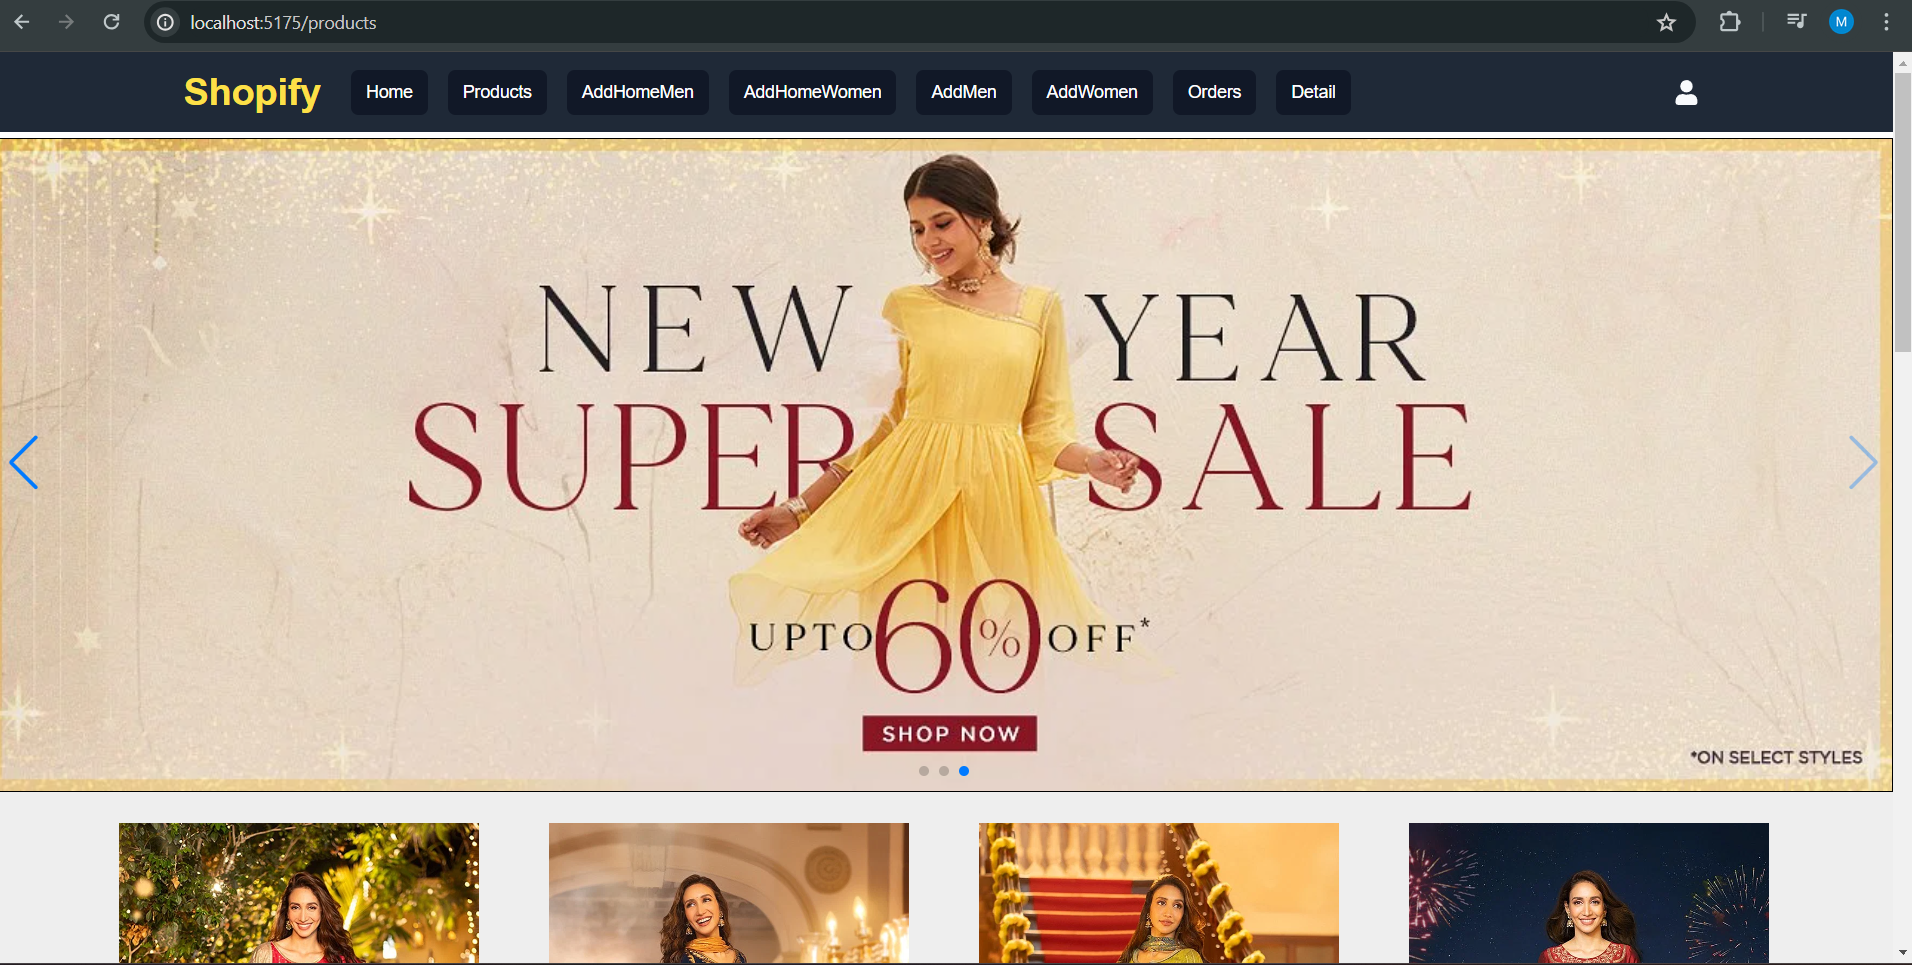 localhost:5175/products
M
Shopify
Home
Products
AddHomeMen
AddHomeWomen
AddMen
AddWomen
Orders
Detail
NEW YEAR
SUPER SALE
UPTO 60% OFF*
SHOP NOW
*ON SELECT STYLES